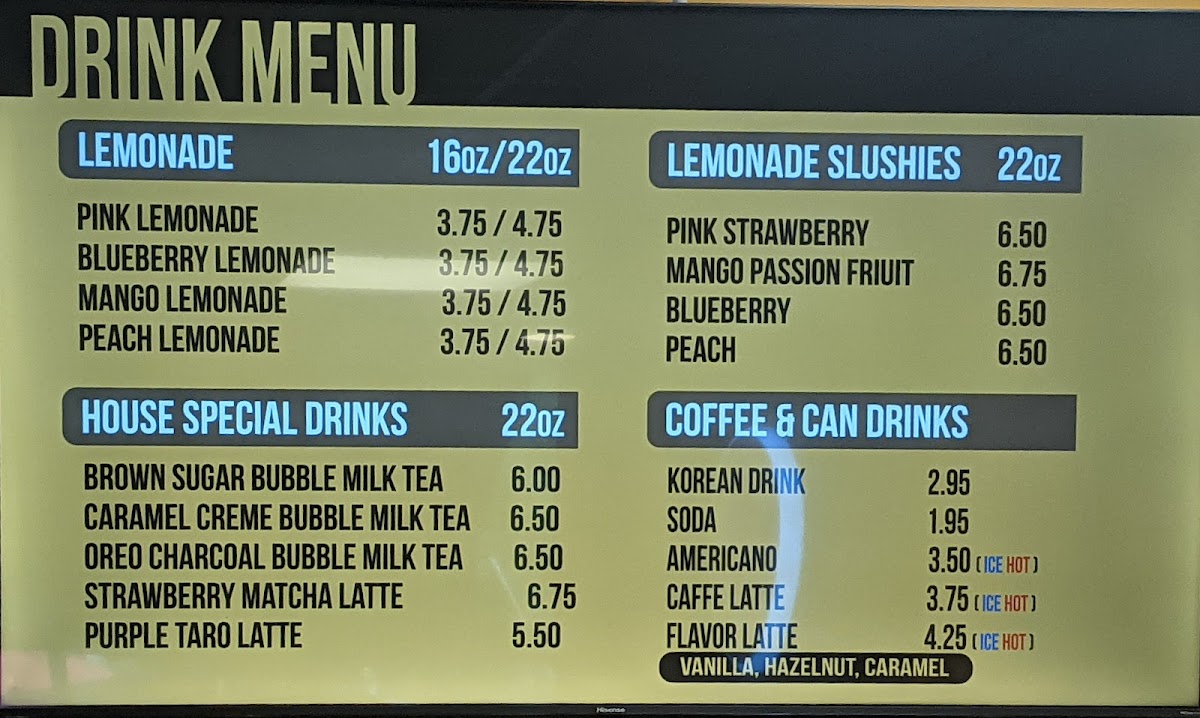 DRINK MENU
LEMONADE 16OZ/22OZ
PINK LEMONADE 3.75 / 4.75
BLUEBERRY LEMONADE 3.75 / 4.75
MANGO LEMONADE 3.75 / 4.75
PEACH LEMONADE 3.75 / 4.75
LEMONADE SLUSHIES 22OZ
PINK STRAWBERRY 6.50
MANGO PASSION FRIUIT 6.75
BLUEBERRY 6.50
PEACH 6.50
HOUSE SPECIAL DRINKS 22OZ
BROWN SUGAR BUBBLE MILK TEA 6.00
CARAMEL CREME BUBBLE MILK TEA 6.50
OREO CHARCOAL BUBBLE MILK TEA 6.50
STRAWBERRY MATCHA LATTE 6.75
PURPLE TARO LATTE 5.50
COFFEE & CAN DRINKS
KOREAN DRINK 2.95
SODA 1.95
AMERICANO 3.50 ( ICE HOT )
CAFFE LATTE 3.75 ( ICE HOT )
FLAVOR LATTE 4.25 ( ICE HOT )
VANILLA, HAZELNUT, CARAMEL
Hisense